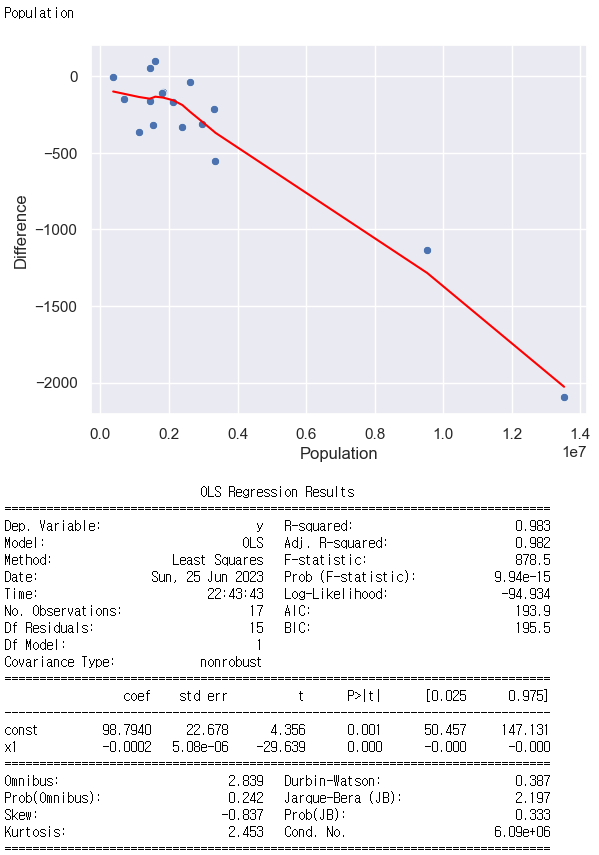 Population
0
−500
−1000
−1500
−2000
Difference
0.0 0.2 0.4 0.6 0.8 1.0 1.2 1.4
1e7
Population
OLS Regression Results
==============================================================================
Dep. Variable: y R-squared: 0.983
Model: OLS Adj. R-squared: 0.982
Method: Least Squares F-statistic: 878.5
Date: Sun, 25 Jun 2023 Prob (F-statistic): 9.94e-15
Time: 22:43:43 Log-Likelihood: -94.934
No. Observations: 17 AIC: 193.9
Df Residuals: 15 BIC: 195.5
Df Model: 1
Covariance Type: nonrobust
==============================================================================
coef std err t P>|t| [0.025 0.975]
------------------------------------------------------------------------------
const 98.7940 22.678 4.356 0.001 50.457 147.131
x1 -0.0002 5.08e-06 -29.639 0.000 -0.000 -0.000
==============================================================================
Omnibus: 2.839 Durbin-Watson: 0.387
Prob(Omnibus): 0.242 Jarque-Bera (JB): 2.197
Skew: -0.837 Prob(JB): 0.333
Kurtosis: 2.453 Cond. No. 6.09e+06
==============================================================================